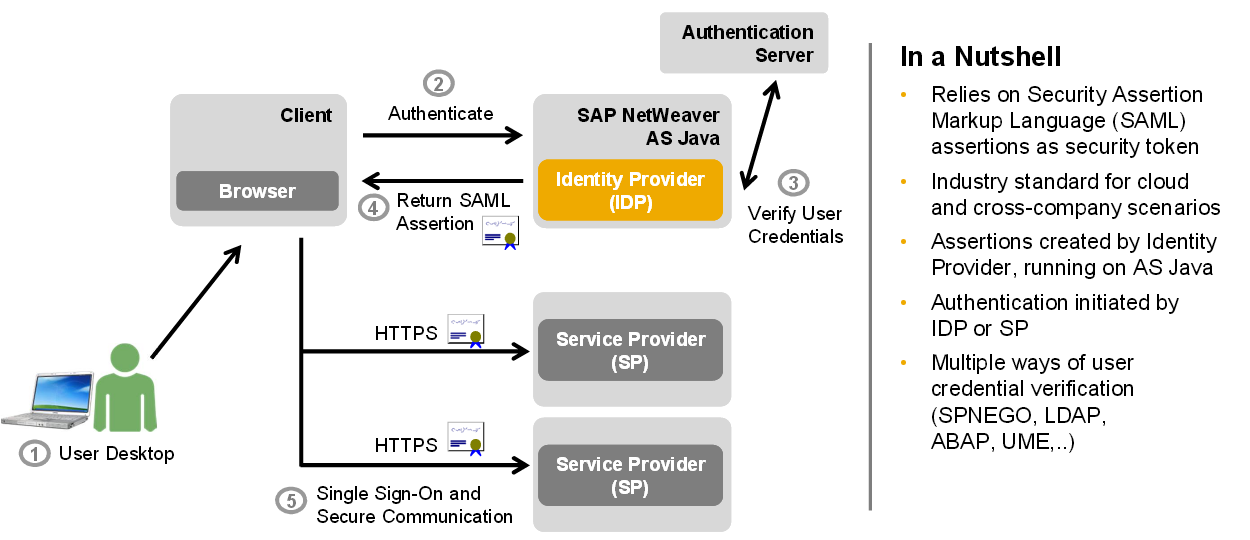 Authentication
Server
2
Authenticate
Client
Browser
SAP NetWeaver
AS Java
Identity Provider
(IDP)
3
Verify User
Credentials
4
Return SAML
Assertion
HTTPS
Service Provider
(SP)
HTTPS
Service Provider
(SP)
1
User Desktop
5
Single Sign-On and
Secure Communication
In a Nutshell
• Relies on Security Assertion
Markup Language (SAML)
assertions as security token
• Industry standard for cloud
and cross-company scenarios
• Assertions created by Identity
Provider, running on AS Java
• Authentication initiated by
IDP or SP
• Multiple ways of user
credential verification
(SPNEGO, LDAP,
ABAP, UME,..)